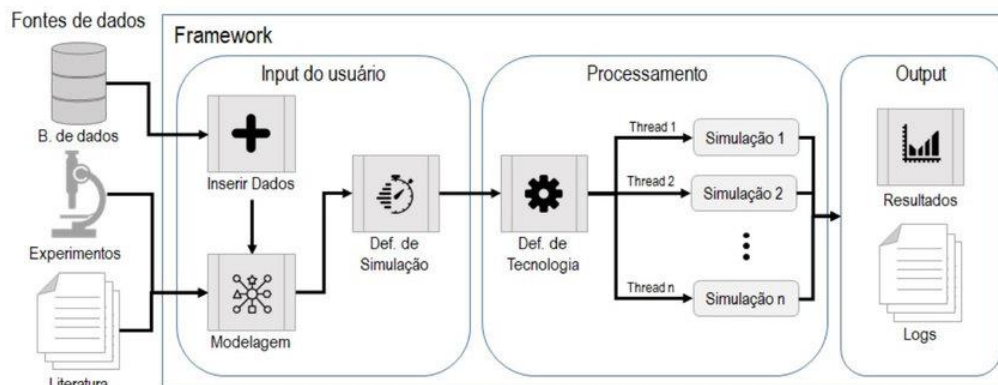 Fontes de dados
B. de dados
Experimentos
Literatura
Framework
Input do usuário
Inserir Dados
Modelagem
Def. de
Simulação
Processamento
Def. de
Tecnologia
Thread 1
Simulação 1
Thread 2
Simulação 2
Thread n
Simulação n
Output
Resultados
Logs